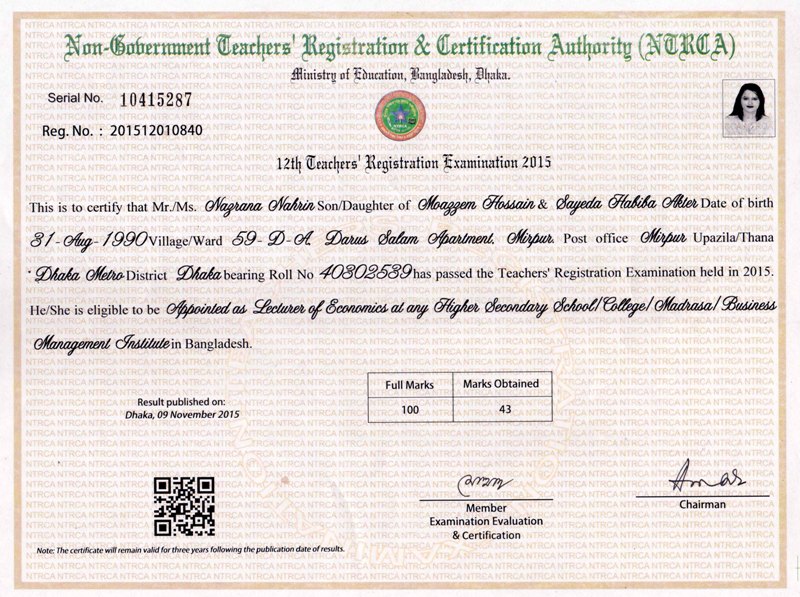 Non-Government Teachers' Registration & Certification Authority (NTRCA)
Ministry of Education, Bangladesh, Dhaka.
Serial No. 10415287
Reg. No. : 201512010840
12th Teachers' Registration Examination 2015
This is to certify that Mr./Ms. Nazrana Nahrin Son/Daughter of Moazzem Hossain & Sayeda Habiba Akter Date of birth
31-Aug-1990 Village/Ward 59-D-A, Darus Salam Apartment, Mirpur, Post office Mirpur Upazila/Thana
Dhaka Metro District Dhaka bearing Roll No 40302539 has passed the Teachers' Registration Examination held in 2015.
He/She is eligible to be Appointed as Lecturer of Economics at any Higher Secondary School/College/Madrasa/Business
Management Institute in Bangladesh.
Full Marks Marks Obtained
100 43
Result published on:
Dhaka, 09 November 2015
Member
Examination Evaluation
& Certification
Chairman
Note: The certificate will remain valid for three years following the publication date of results.